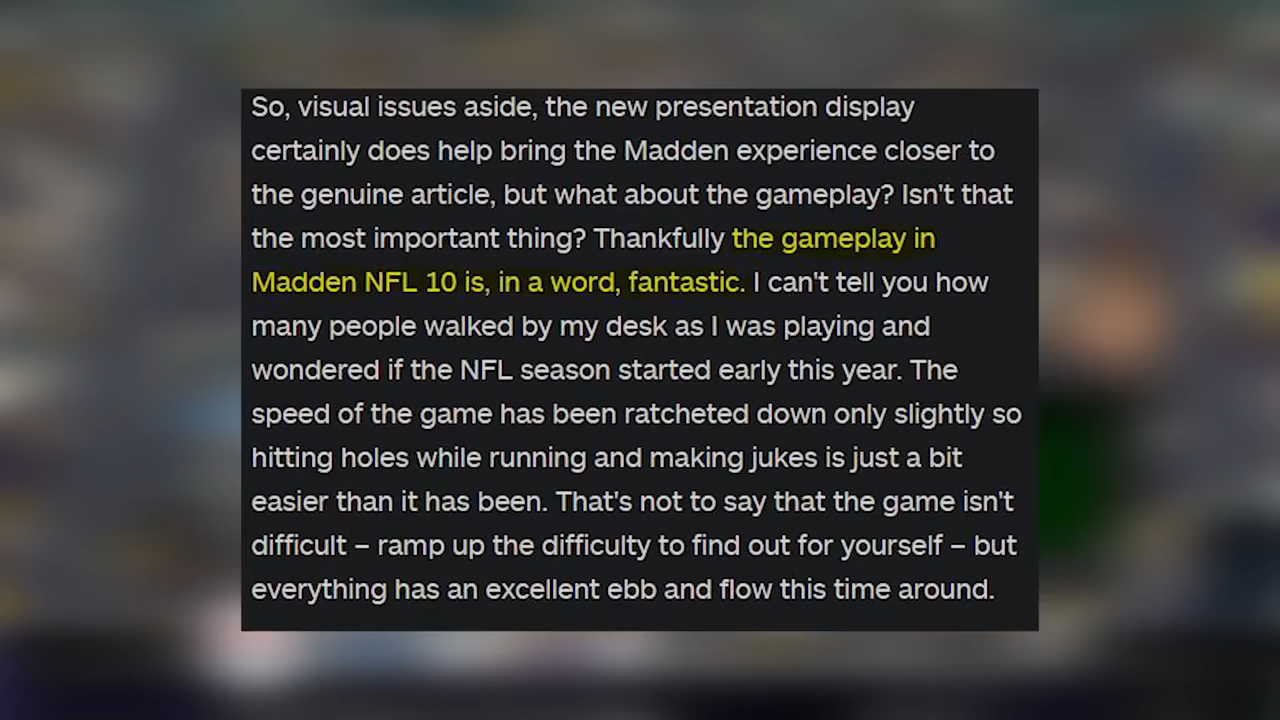 So, visual issues aside, the new presentation display
certainly does help bring the Madden experience closer to
the genuine article, but what about the gameplay? Isn't that
the most important thing? Thankfully the gameplay in
Madden NFL 10 is, in a word, fantastic. I can't tell you how
many people walked by my desk as I was playing and
wondered if the NFL season started early this year. The
speed of the game has been ratcheted down only slightly so
hitting holes while running and making jukes is just a bit
easier than it has been. That's not to say that the game isn't
difficult – ramp up the difficulty to find out for yourself – but
everything has an excellent ebb and flow this time around.